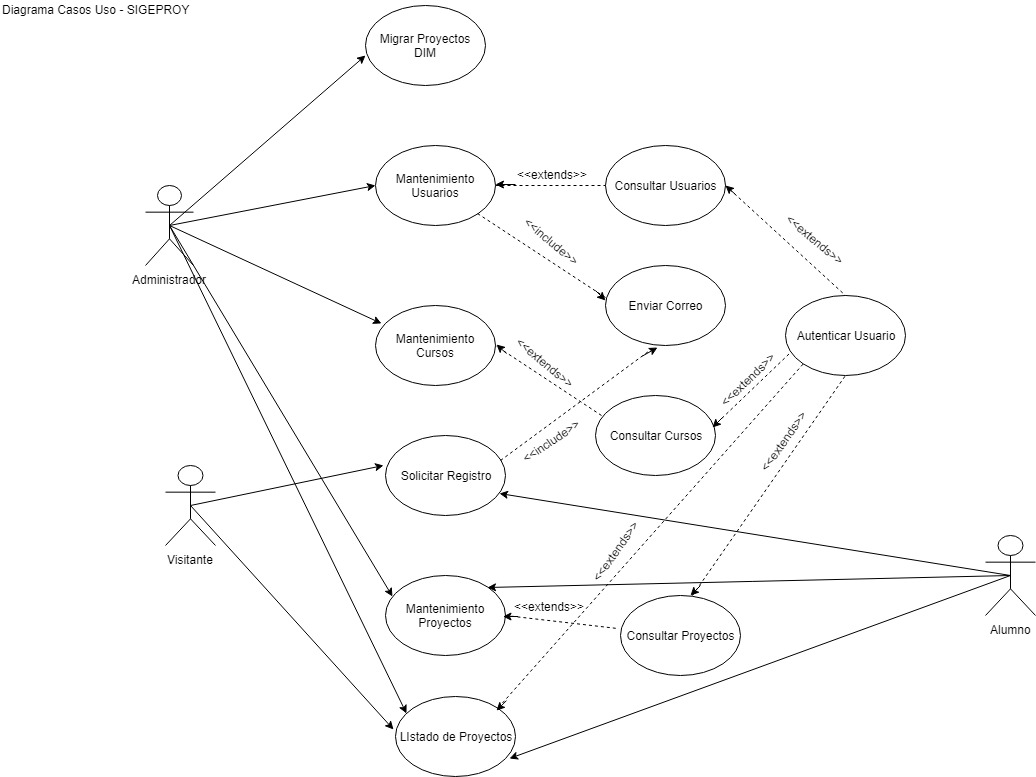 Diagrama Casos Uso - SIGEPROY
Migrar Proyectos
DIM
Mantenimiento
Usuarios
<<extends>>
Consultar Usuarios
<<extends>>
<<include>>
Administrador
Enviar Correo
Autenticar Usuario
Mantenimiento
Cursos
<<extends>>
<<extends>>
Consultar Cursos
<<include>>
<<extends>>
Solicitar Registro
Visitante
<<extends>>
Mantenimiento
Proyectos
<<extends>>
Consultar Proyectos
Alumno
LIstado de Proyectos